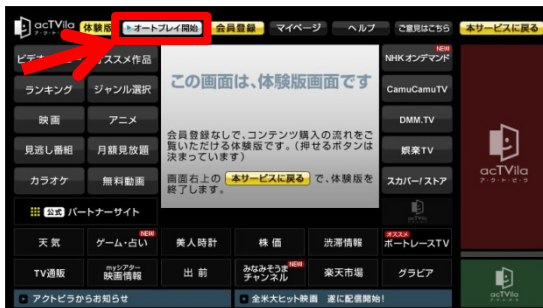 acTVila
ア・ク・ト・ビ・ラ
体験版
▶オートプレイ開始
会員登録
マイページ
ヘルプ
ご意見はこちら
本サービスに戻る
ススメ作品
NEW
NHKオンデマンド
ランキング
ジャンル選択
この画面は、体験版画面です
CamuCamuTV
映画
アニメ
DMM.TV
会員登録なしで、コンテンツ購入の流れをご
覧いただける体験版です。(押せるボタンは
決まっています)
見逃し番組
月額見放題
娯楽TV
acTVila
ア・ク・ト・ビ・ラ
カラオケ
無料動画
画面右上の 本サービスに戻る で、体験版を
終了します。
スカパー!ストア
公式 パートナーサイト
acTVila
天気
NEW
ゲーム・占い
美人時計
株価
渋滞情報
オススメ
ボートレースTV
TV通販
myシアター
映画情報
出前
NEW
みなみそうま
チャンネル
楽天市場
グラビア
アクトビラからお知らせ
全米大ヒット映画 遂に配信開始!
acTVila